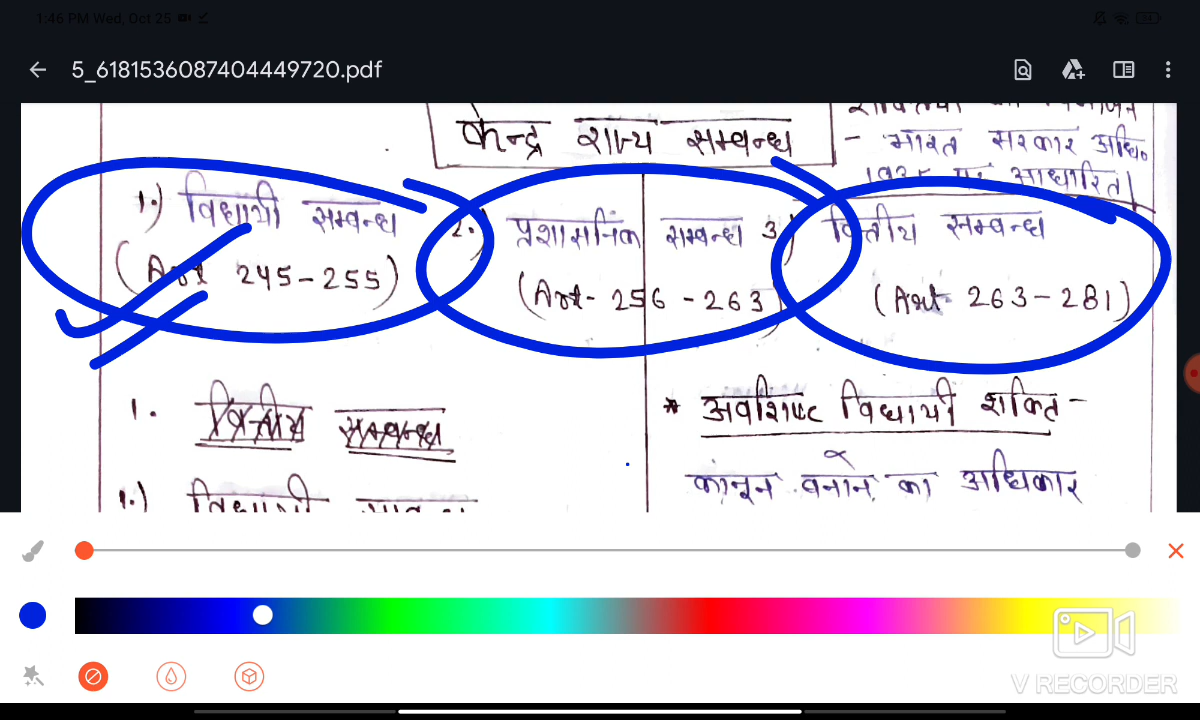 1:46 PM Wed, Oct 25
5_6181536087404449720.pdf
केन्द्र राज्य सम्बन्ध
- भारत सरकार अधि०
1935 पर आधारित।
1.) विधायी सम्बन्ध
(Art 245-255)
2.) प्रशासनिक सम्बन्ध
(Art- 256 - 263)
3) वित्तीय सम्बन्ध
(Art- 263-281)
1. वित्तीय सम्बन्ध
1.) विधायी
* अवशिष्ट विधायी शक्ति -
कानून बनाने का अधिकार
V RECORDER